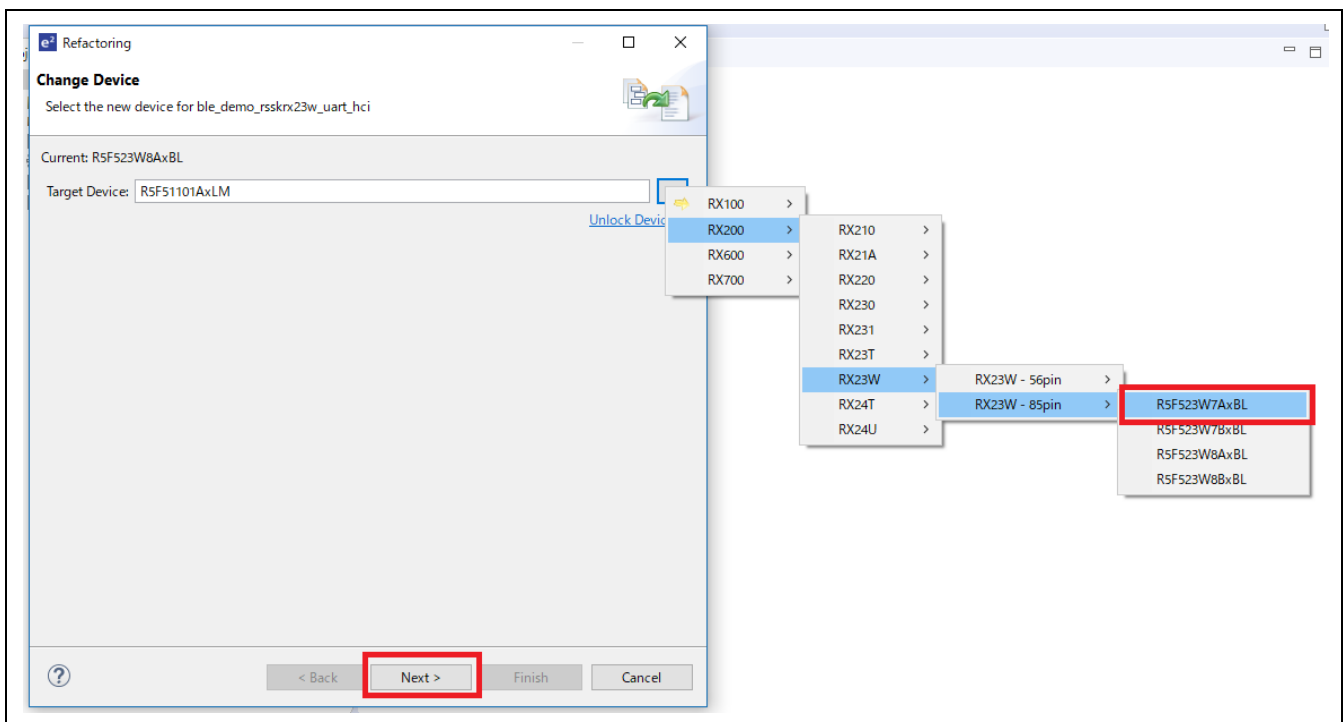 e² Refactoring
Change Device
Select the new device for ble_demo_rsskrx23w_uart_hci
Current: R5F523W8AxBL
Target Device: R5F51101AxLM
Unlock Devic
RX100 >
RX200 >
RX600 >
RX700 >
RX210 >
RX21A >
RX220 >
RX230 >
RX231 >
RX23T >
RX23W >
RX24T >
RX24U >
RX23W - 56pin >
RX23W - 85pin >
R5F523W7AxBL
R5F523W7BxBL
R5F523W8AxBL
R5F523W8BxBL
? < Back Next > Finish Cancel